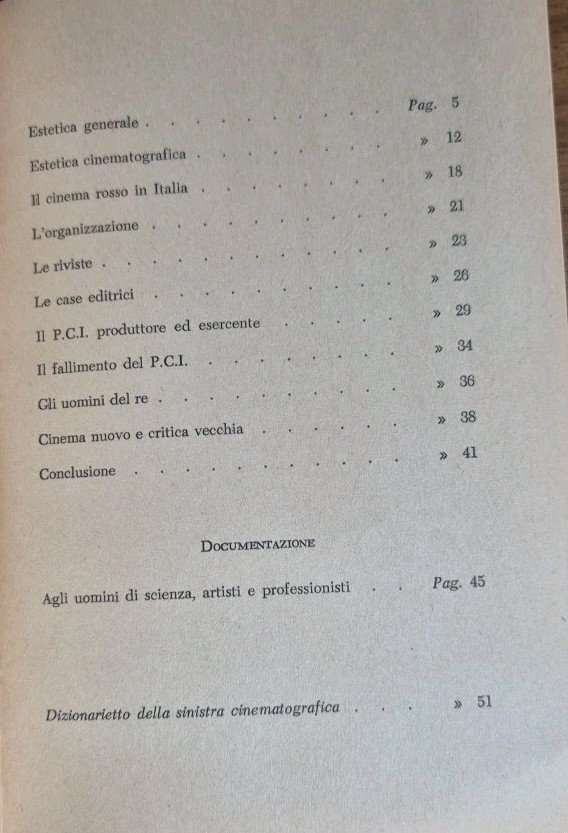 Estetica generale . . . . . . . . . Pag. 5
Estetica cinematografica . . . . . . . » 12
Il cinema rosso in Italia . . . . . . . » 18
L'organizzazione . . . . . . . . . » 21
Le riviste . . . . . . . . . . . » 23
Le case editrici . . . . . . . . . » 26
Il P.C.I. produttore ed esercente . . . . . » 29
Il fallimento del P.C.I. . . . . . . . » 34
Gli uomini del re . . . . . . . . . » 36
Cinema nuovo e critica vecchia . . . . . » 38
Conclusione . . . . . . . . . . » 41
DOCUMENTAZIONE
Agli uomini di scienza, artisti e professionisti . . Pag. 45
Dizionarietto della sinistra cinematografica . . . » 51